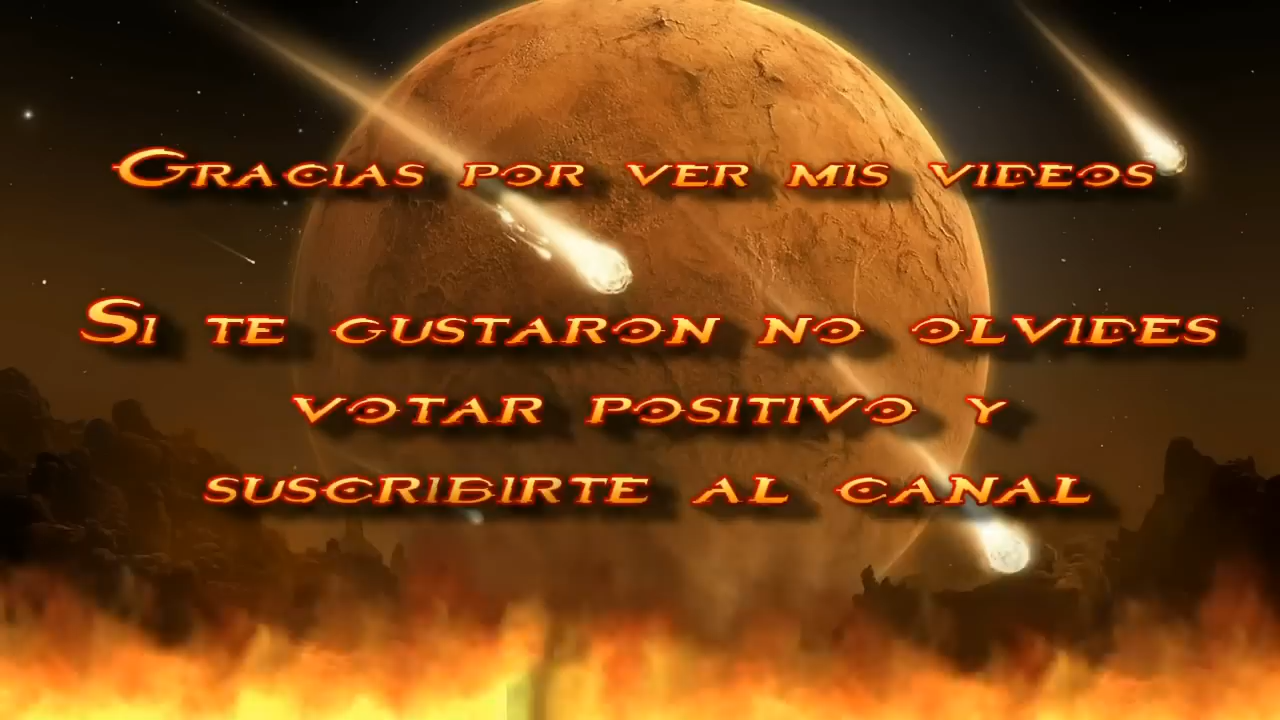 Gracias por ver mis videos
Si te gustaron no olvides
votar positivo y
suscribirte al canal